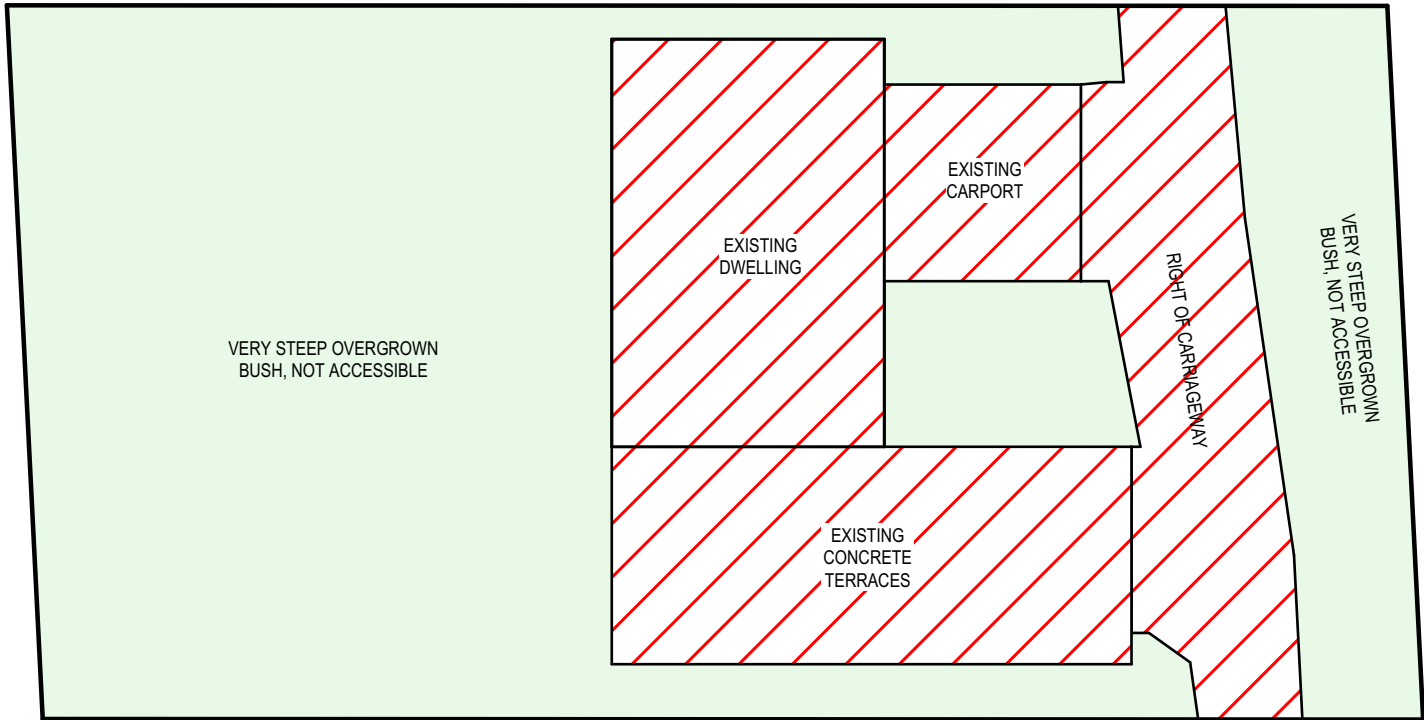 EXISTING
CARPORT
EXISTING
DWELLING
VERY STEEP OVERGROWN
BUSH, NOT ACCESSIBLE
RIGHT OF CARRIAGEWAY
VERY STEEP OVERGROWN
BUSH, NOT ACCESSIBLE
EXISTING
CONCRETE
TERRACES